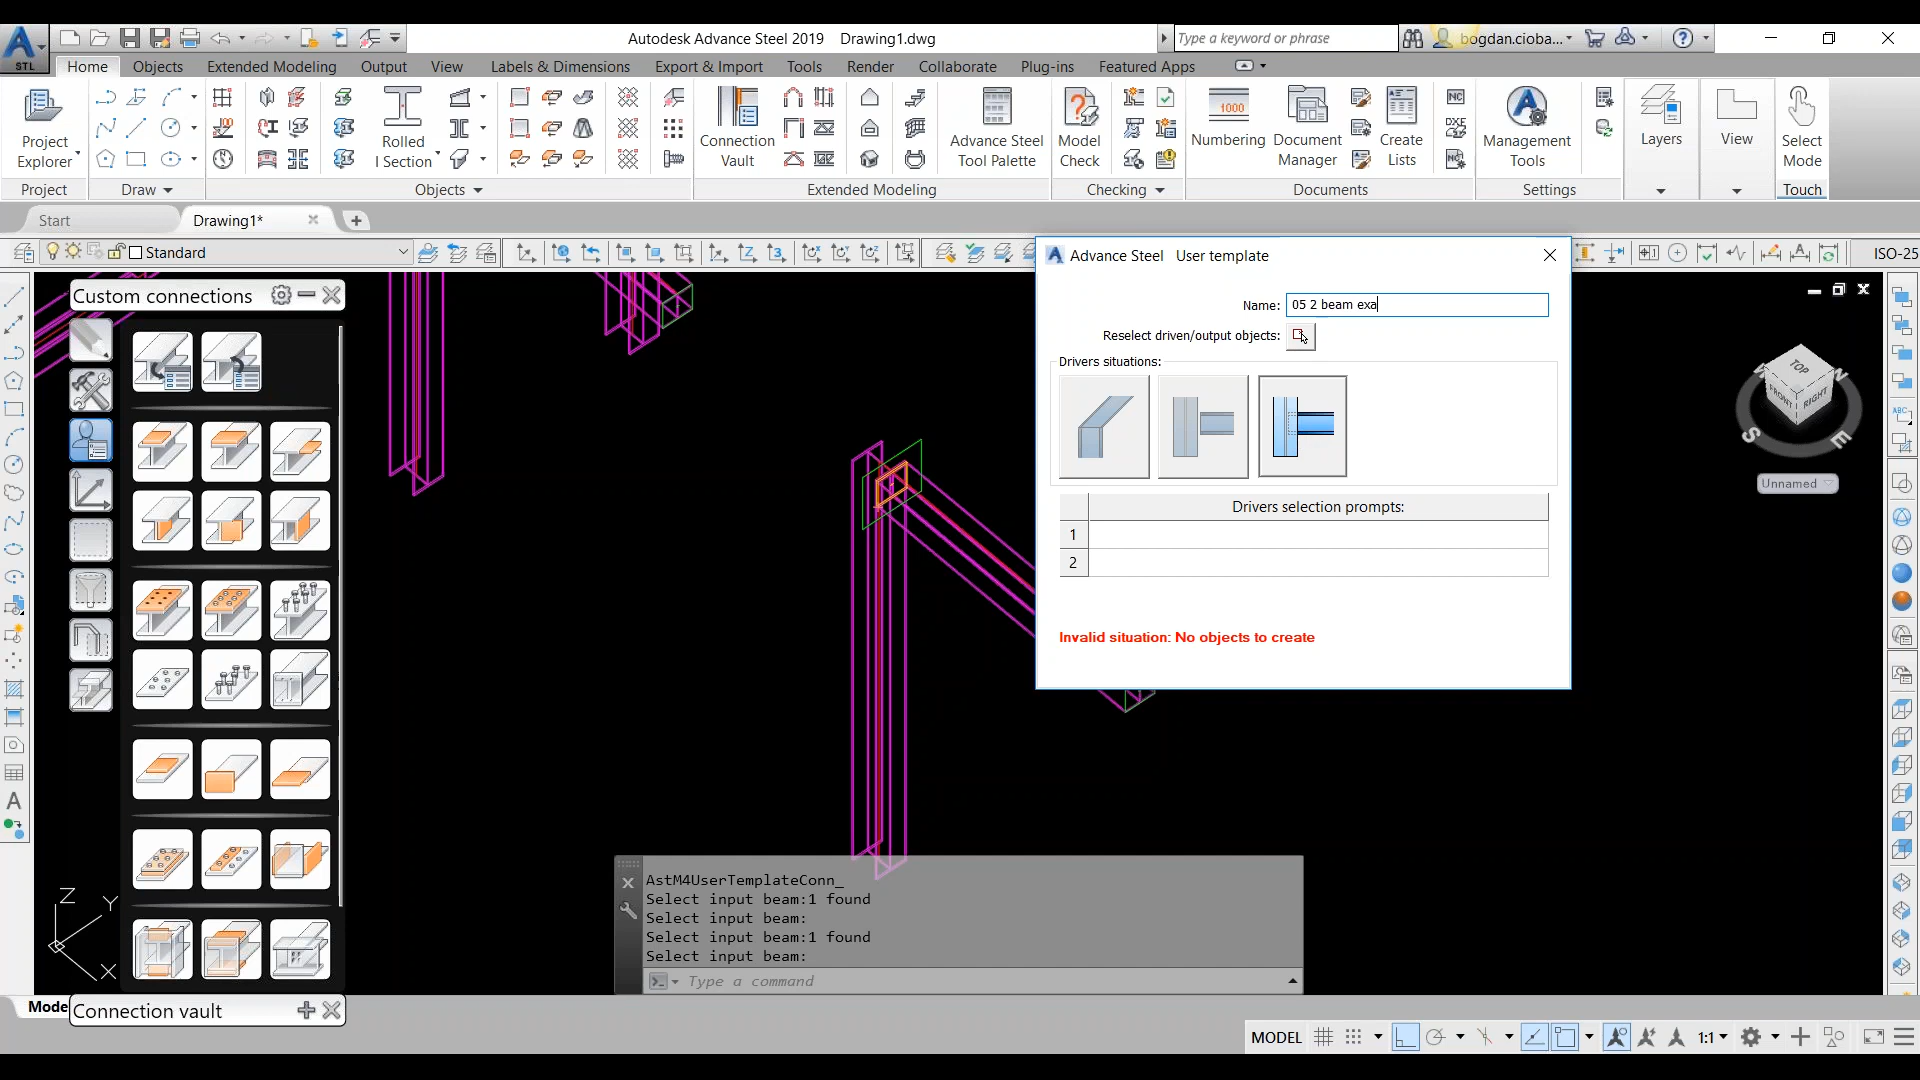 STL
Autodesk Advance Steel 2019 Drawing1.dwg
Type a keyword or phrase
bogdan.cioba...
Home Objects Extended Modeling Output View Labels & Dimensions Export & Import Tools Render Collaborate Plug-ins Featured Apps
Project Explorer
Rolled I Section
Connection Vault
Advance Steel Tool Palette
Model Check
1000
Numbering
Document Manager
Create Lists
NC
DXF
Management Tools
Layers
View
Select Mode
Project Draw Objects Extended Modeling Checking Documents Settings Touch
Start Drawing1*
Standard
ISO-25
Custom connections
Advance Steel User template
Name: 05 2 beam exa
Reselect driven/output objects:
Drivers situations:
Drivers selection prompts:
1
2
Invalid situation: No objects to create
TOP
FRONT
RIGHT
W
N
S
E
Unnamed
ABC
A
Z
Y
X
AstM4UserTemplateConn_
Select input beam:1 found
Select input beam:
Select input beam:1 found
Select input beam:
Type a command
Mode
Connection vault
MODEL
1:1